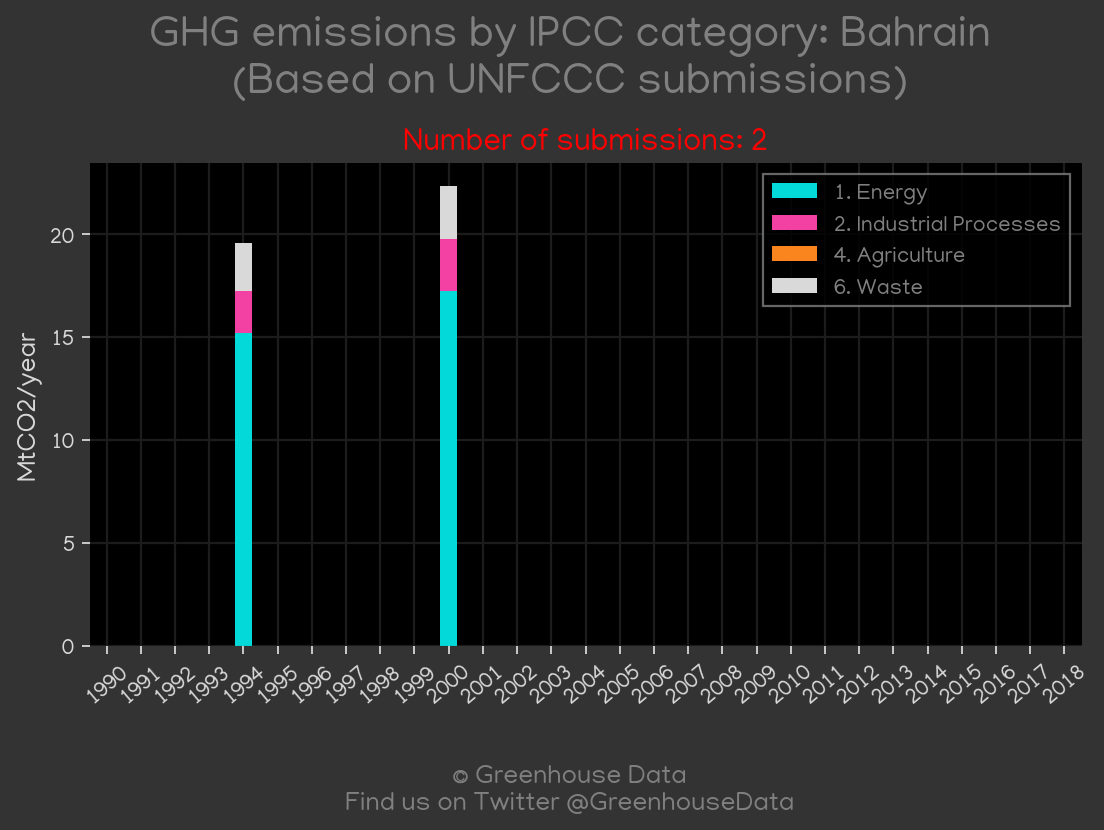 GHG emissions by IPCC category: Bahrain
(Based on UNFCCC submissions)
Number of submissions: 2
1. Energy
2. Industrial Processes
4. Agriculture
6. Waste
MtCO2/year
20
15
10
5
0
1990 1991 1992 1993 1994 1995 1996 1997 1998 1999 2000 2001 2002 2003 2004 2005 2006 2007 2008 2009 2010 2011 2012 2013 2014 2015 2016 2017 2018
© Greenhouse Data
Find us on Twitter @GreenhouseData